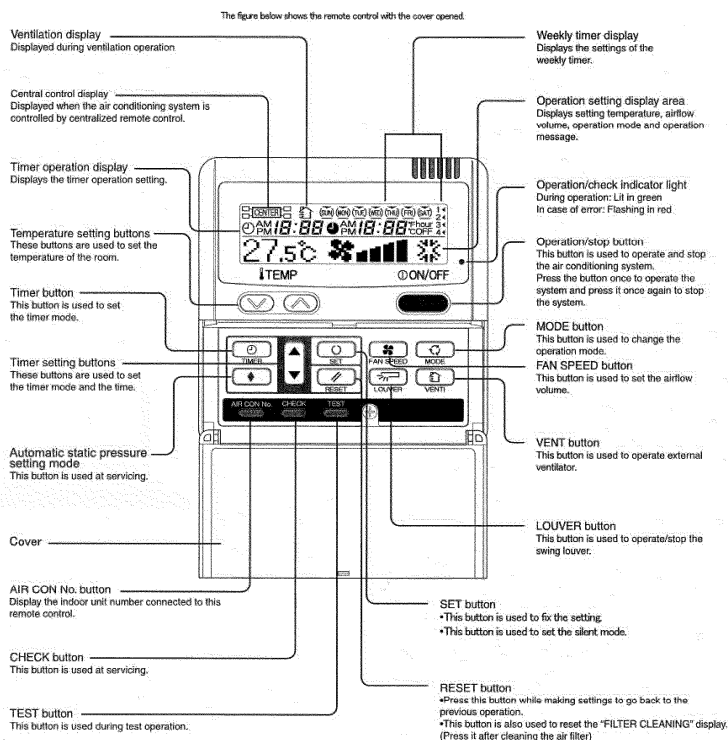 The figure below shows the remote control with the cover opened.
Ventilation display
Displayed during ventilation operation
Central control display
Displayed when the air conditioning system is
controlled by centralized remote control.
Timer operation display
Displays the timer operation setting.
Temperature setting buttons
These buttons are used to set the
temperature of the room.
Timer button
This button is used to set
the timer mode.
Timer setting buttons
These buttons are used to set
the timer mode and the time.
Automatic static pressure
setting mode
This button is used at servicing.
Cover
AIR CON No. button
Display the indoor unit number connected to this
remote control.
CHECK button
This button is used at servicing.
TEST button
This button is used during test operation.
CENTER
SUN MON TUE WED THU FRI SAT
1
2
3
4
AM
PM 18:88
AM
PM 18:88
hour
OFF
27.5°C
TEMP
ON/OFF
TIMER
SET
FAN SPEED
MODE
RESET
LOUVER
VENTI
AIR CON No.
CHECK
TEST
Weekly timer display
Displays the settings of the
weekly timer.
Operation setting display area
Displays setting temperature, airflow
volume, operation mode and operation
message.
Operation/check indicator light
During operation: Lit in green
In case of error: Flashing in red
Operation/stop button
This button is used to operate and stop
the air conditioning system.
Press the button once to operate the
system and press it once again to stop
the system.
MODE button
This button is used to change the
operation mode.
FAN SPEED button
This button is used to set the airflow
volume.
VENT button
This button is used to operate external
ventilator.
LOUVER button
This button is used to operate/stop the
swing louver.
SET button
•This button is used to fix the setting.
•This button is used to set the silent mode.
RESET button
•Press this button while making settings to go back to the
previous operation.
•This button is also used to reset the "FILTER CLEANING" display.
(Press it after cleaning the air filter)